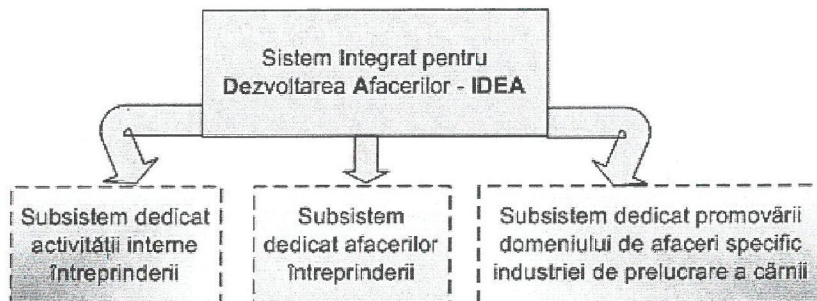 Sistem Integrat pentru
Dezvoltarea Afacerilor - IDEA
Subsistem dedicat
activității interne
întreprinderii
Subsistem
dedicat afacerilor
întreprinderii
Subsistem dedicat promovării
domeniului de afaceri specific
industriei de prelucrare a cărnii